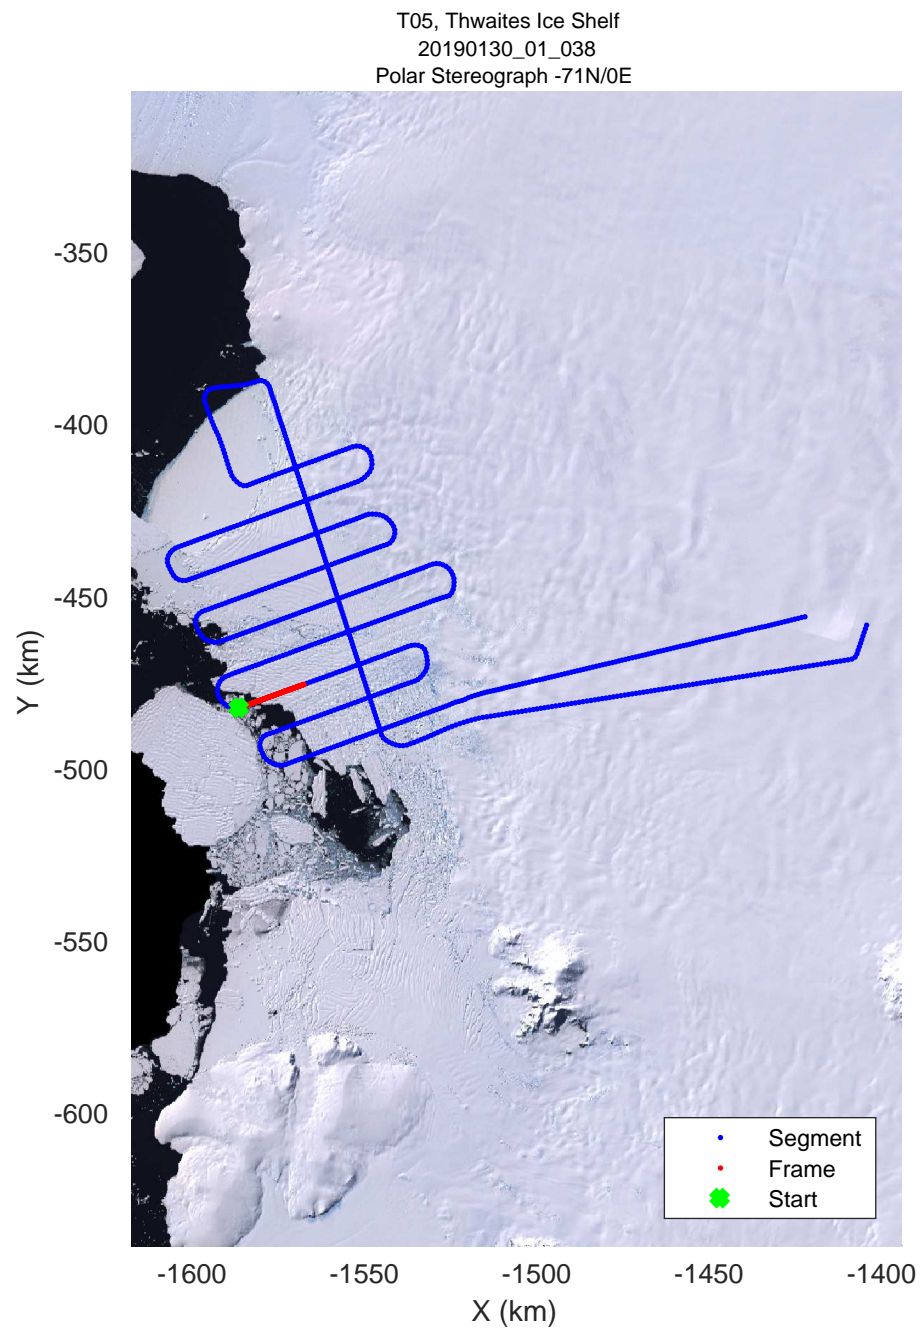 T05, Thwaites Ice Shelf
20190130_01_038
Polar Stereograph -71N/0E
-350
-400
-450
-500
-550
-600
Y (km)
Segment
Frame
Start
-1600
-1550
-1500
-1450
-1400
X (km)